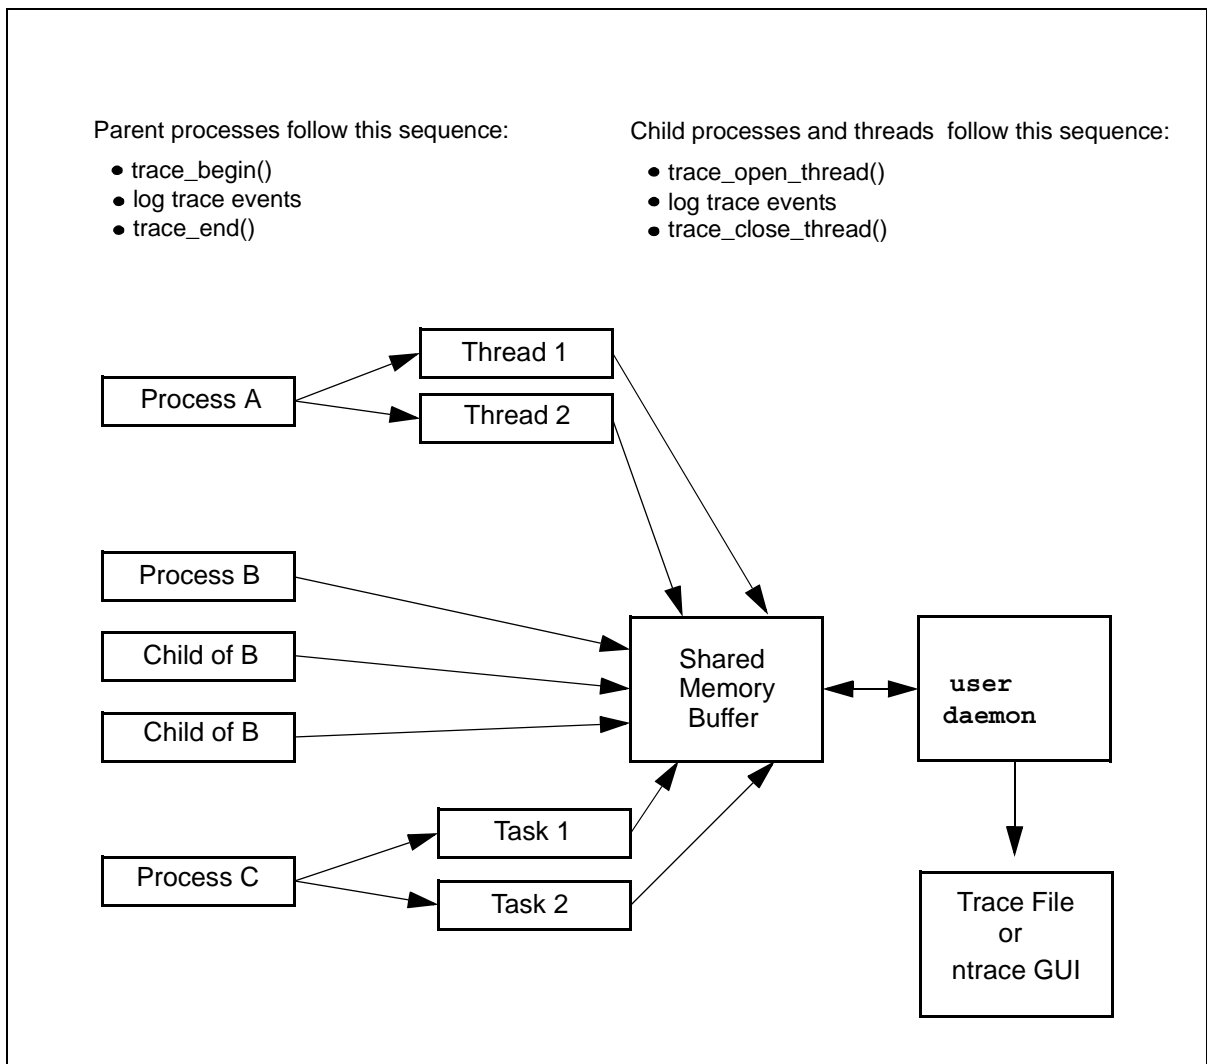 Parent processes follow this sequence:
• trace_begin()
• log trace events
• trace_end()
Child processes and threads follow this sequence:
• trace_open_thread()
• log trace events
• trace_close_thread()
Thread 1
Process A
Thread 2
Process B
Child of B
Child of B
Shared
Memory
Buffer
user
daemon
Task 1
Process C
Task 2
Trace File
or
ntrace GUI